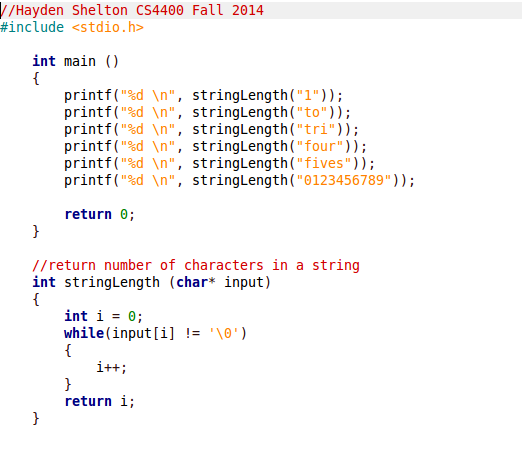 //Hayden Shelton CS4400 Fall 2014
#include <stdio.h>

    int main ()
    {
        printf("%d \n", stringLength("1"));
        printf("%d \n", stringLength("to"));
        printf("%d \n", stringLength("tri"));
        printf("%d \n", stringLength("four"));
        printf("%d \n", stringLength("fives"));
        printf("%d \n", stringLength("0123456789"));

        return 0;
    }

    //return number of characters in a string
    int stringLength (char* input)
    {
        int i = 0;
        while(input[i] != '\0')
        {
            i++;
        }
        return i;
    }